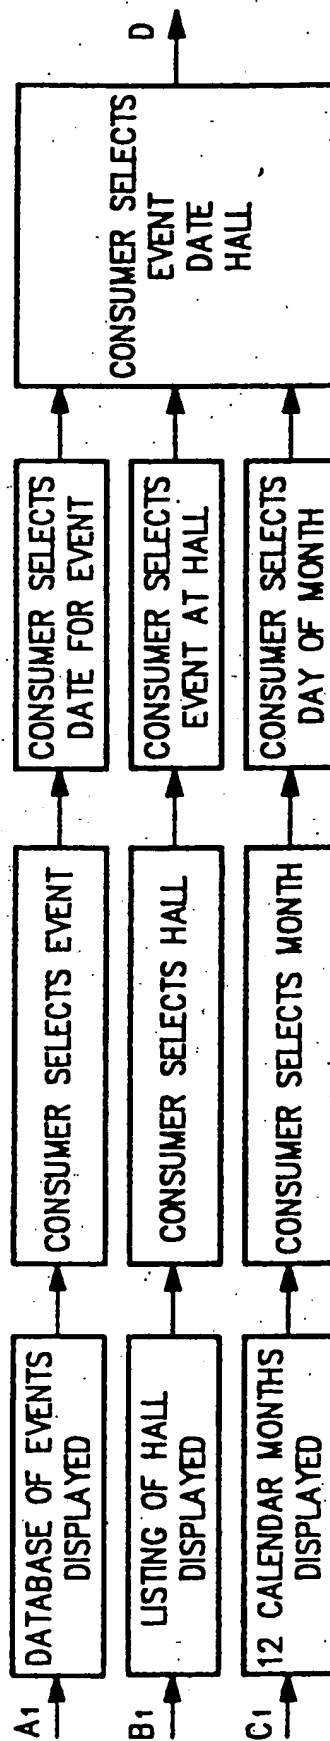 A1
DATABASE OF EVENTS
DISPLAYED
CONSUMER SELECTS EVENT
CONSUMER SELECTS
DATE FOR EVENT
B1
LISTING OF HALL
DISPLAYED
CONSUMER SELECTS HALL
CONSUMER SELECTS
EVENT AT HALL
C1
12 CALENDAR MONTHS
DISPLAYED
CONSUMER SELECTS MONTH
CONSUMER SELECTS
DAY OF MONTH
CONSUMER SELECTS
EVENT
DATE
HALL
D